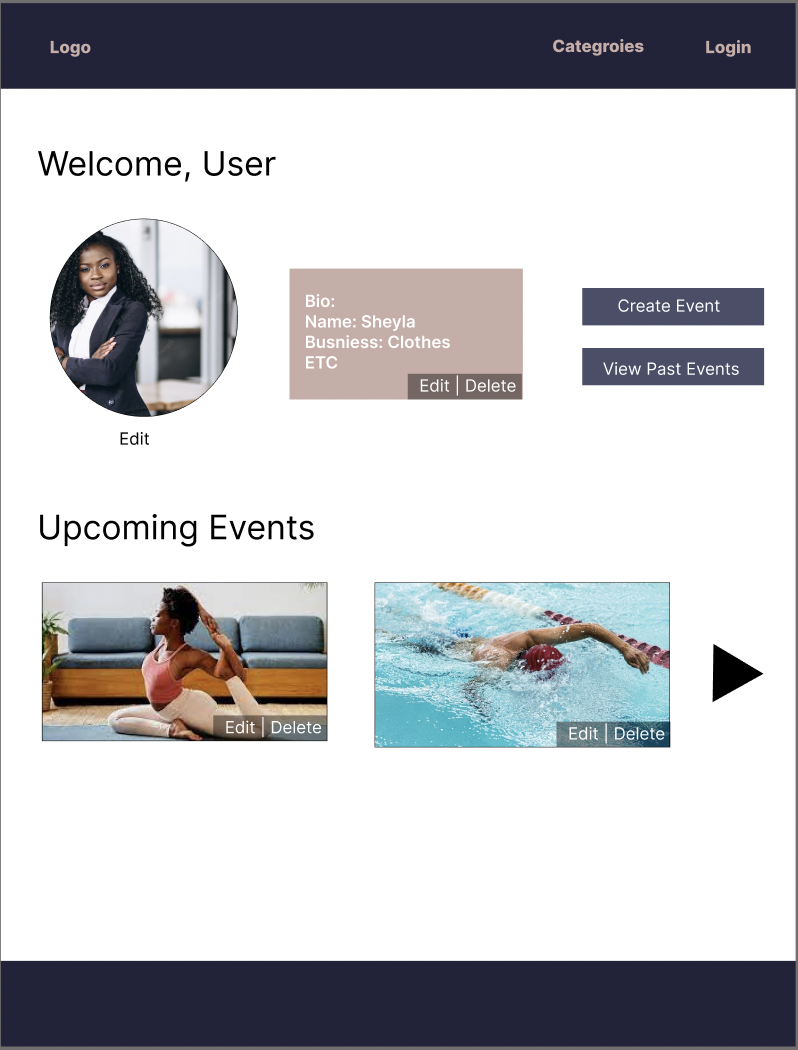 Logo
Categroies
Login
Welcome, User
Bio:
Name: Sheyla
Busniess: Clothes
ETC
Edit | Delete
Create Event
View Past Events
Edit
Upcoming Events
Edit | Delete
Edit | Delete